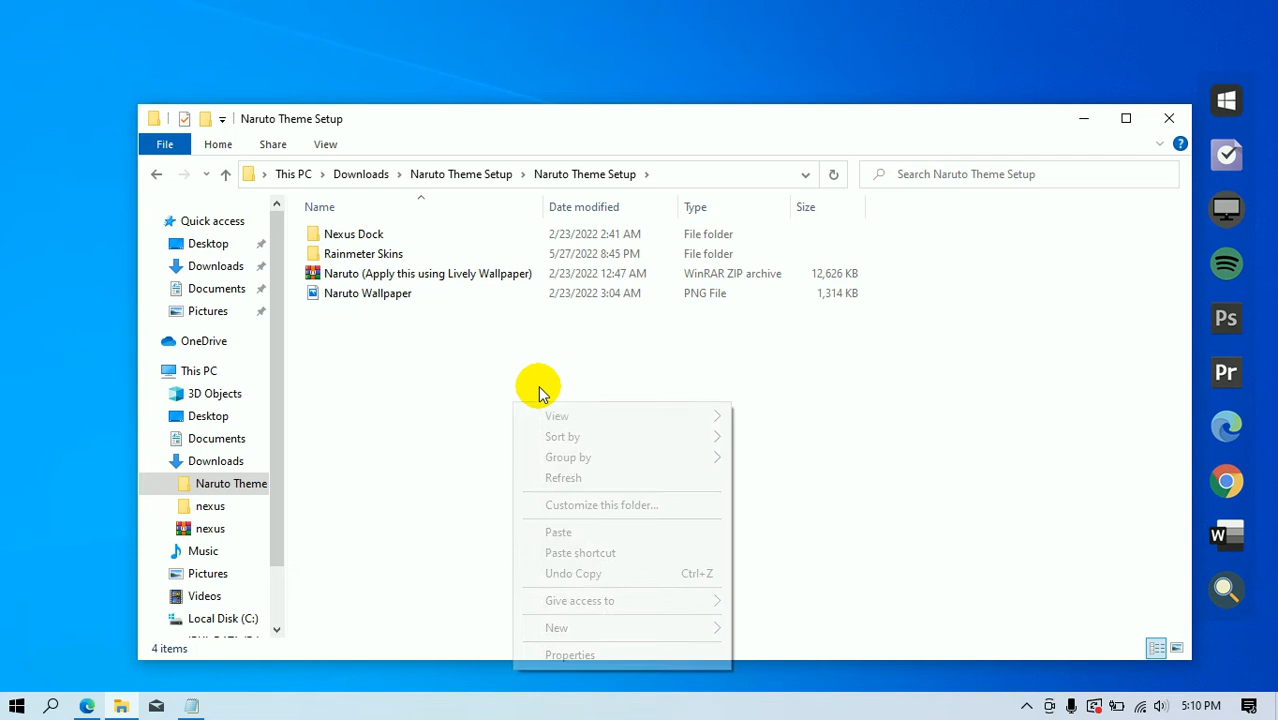 Naruto Theme Setup
File Home Share View
This PC Downloads Naruto Theme Setup Naruto Theme Setup Search Naruto Theme Setup
Name Date modified Type Size
Nexus Dock 2/23/2022 2:41 AM File folder
Rainmeter Skins 5/27/2022 8:45 PM File folder
Naruto (Apply this using Lively Wallpaper) 2/23/2022 12:47 AM WinRAR ZIP archive 12,626 KB
Naruto Wallpaper 2/23/2022 3:04 AM PNG File 1,314 KB
Quick access
Desktop
Downloads
Documents
Pictures
OneDrive
This PC
3D Objects
Desktop
Documents
Downloads
Naruto Theme
nexus
nexus
Music
Pictures
Videos
Local Disk (C:)
4 items
View
Sort by
Group by
Refresh
Customize this folder...
Paste
Paste shortcut
Undo Copy Ctrl+Z
Give access to
New
Properties
Ps
Pr
W
5:10 PM